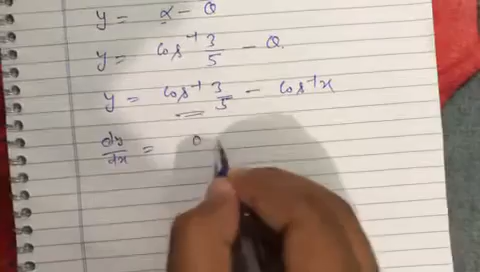 y = α - θ
y = cos⁻¹ 3/5 - θ.
y = cos⁻¹ 3/5 - cos⁻¹x
dy/dx = 0